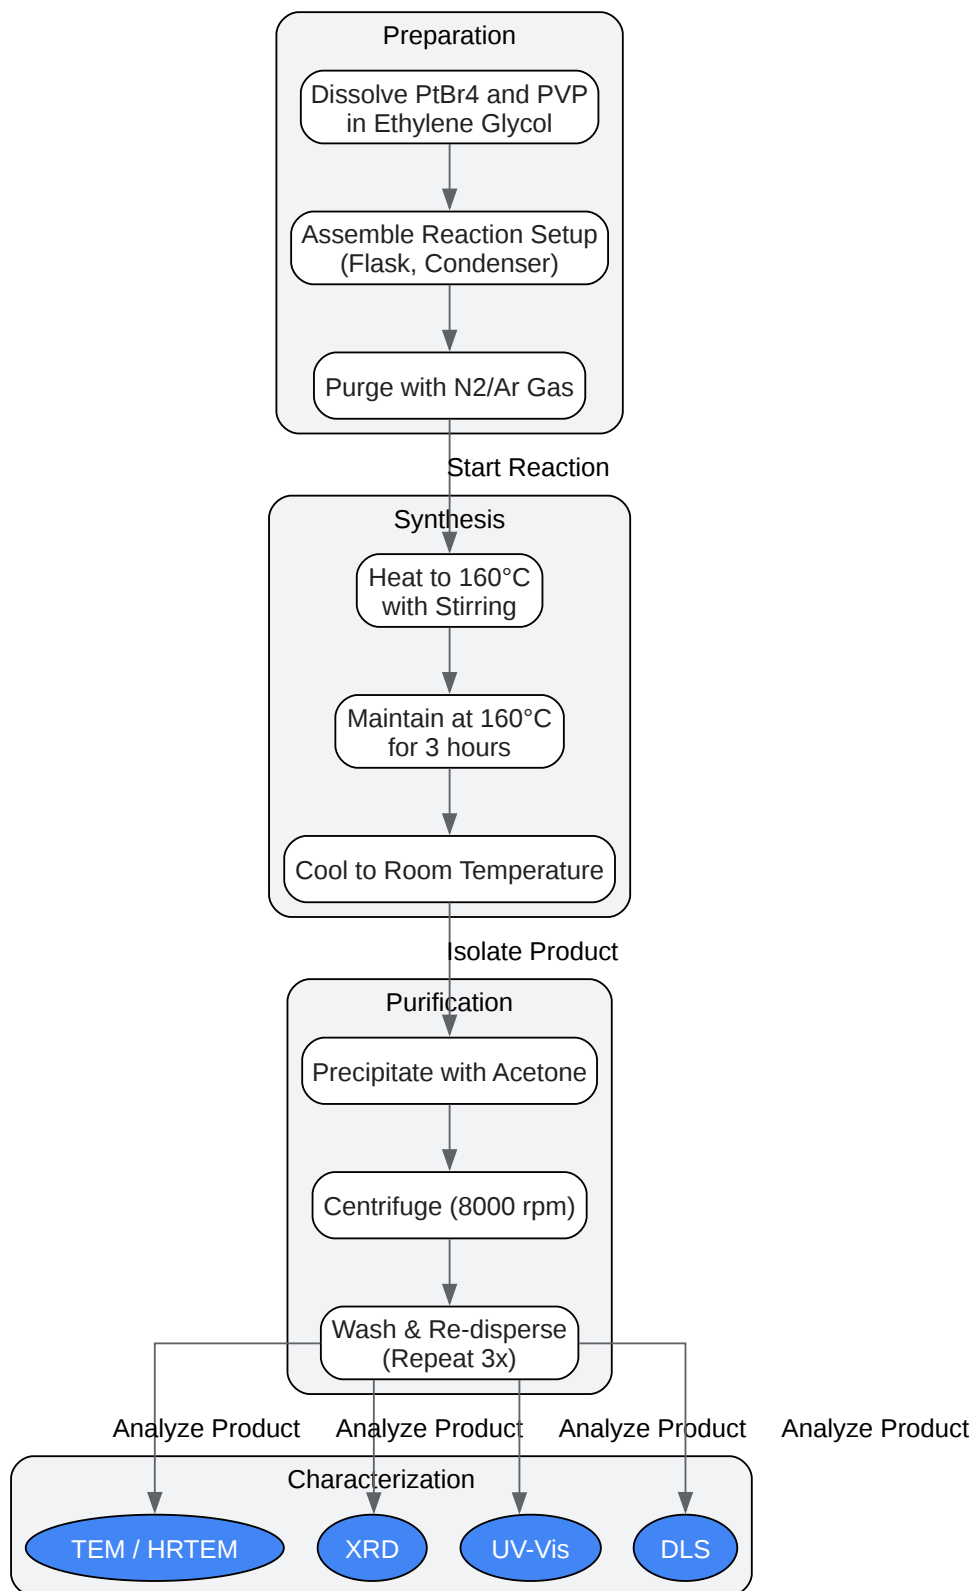 Preparation
Dissolve PtBr4 and PVP
in Ethylene Glycol
Assemble Reaction Setup
(Flask, Condenser)
Purge with N2/Ar Gas
Start Reaction
Synthesis
Heat to 160°C
with Stirring
Maintain at 160°C
for 3 hours
Cool to Room Temperature
Isolate Product
Purification
Precipitate with Acetone
Centrifuge (8000 rpm)
Wash & Re-disperse
(Repeat 3x)
Analyze Product
Analyze Product
Analyze Product
Analyze Product
Characterization
TEM / HRTEM
XRD
UV-Vis
DLS